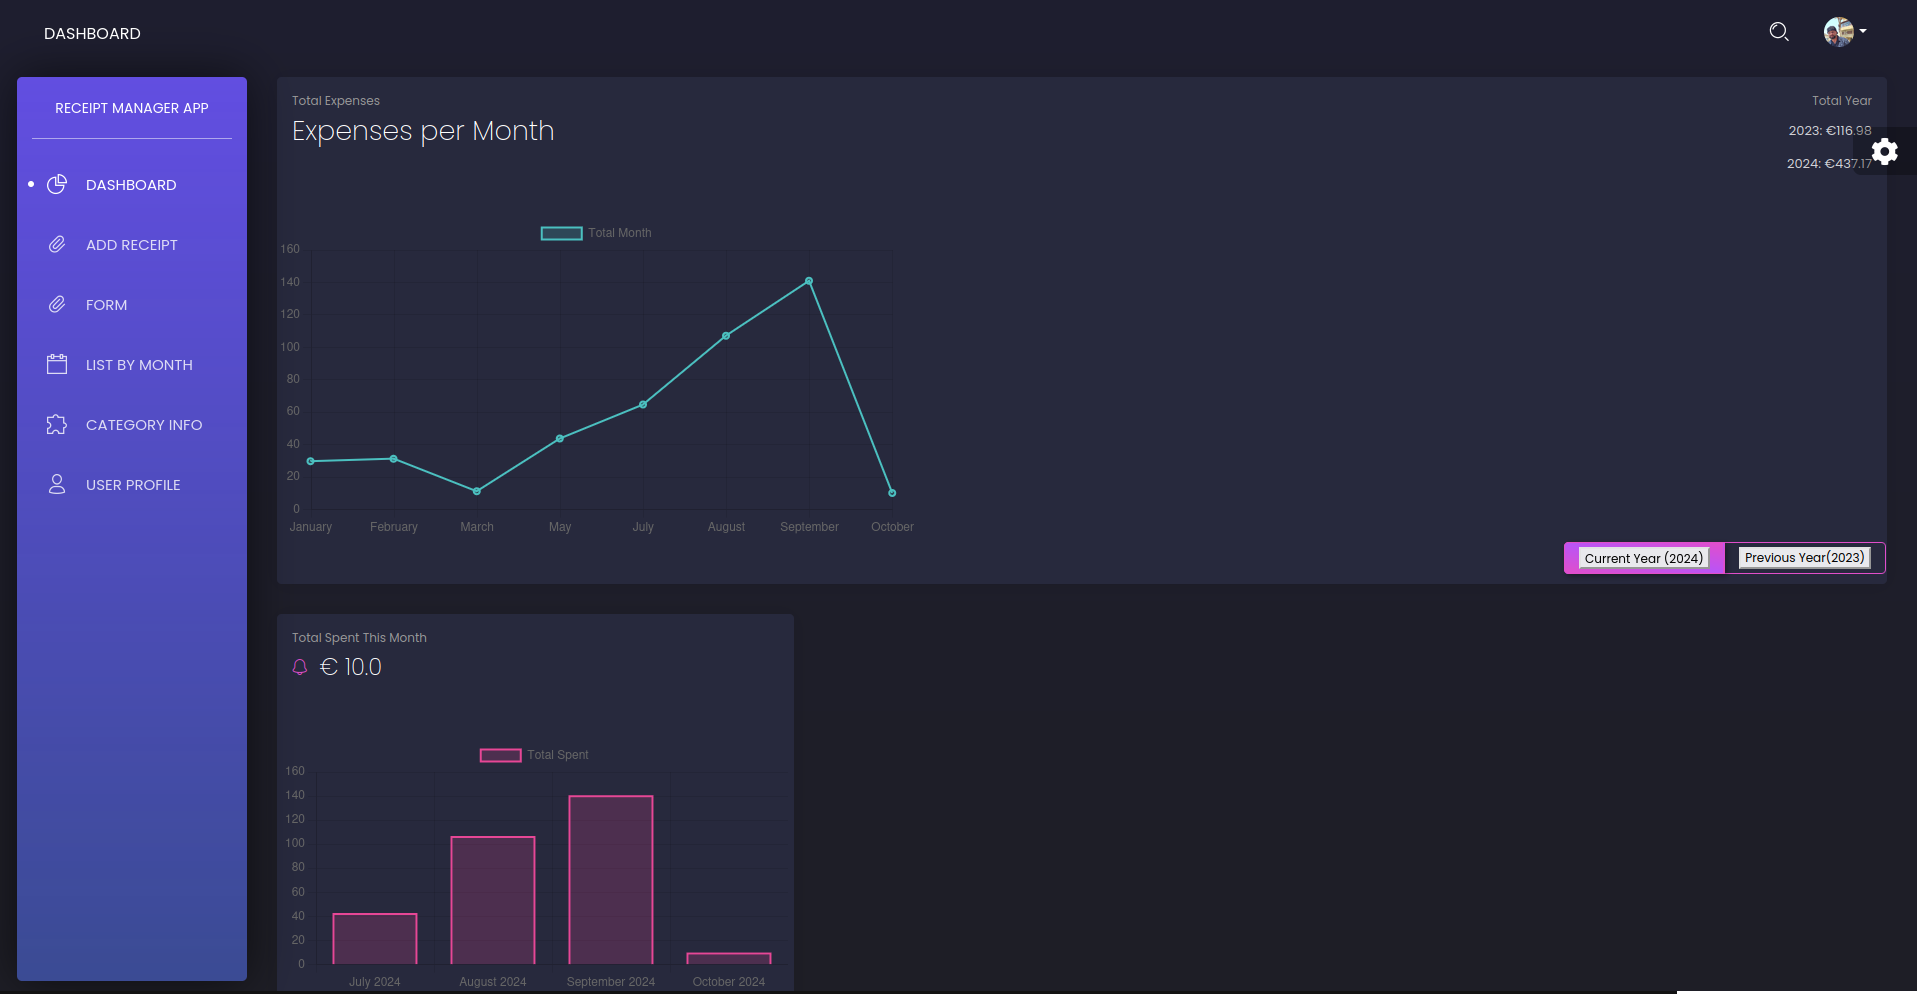 DASHBOARD
RECEIPT MANAGER APP
DASHBOARD
ADD RECEIPT
FORM
LIST BY MONTH
CATEGORY INFO
USER PROFILE
Total Expenses
Expenses per Month
Total Year
2023: €116.98
2024: €437.17
Total Month
160
140
120
100
80
60
40
20
0
January February March May July August September October
Current Year (2024) Previous Year(2023)
Total Spent This Month
€ 10.0
Total Spent
160
140
120
100
80
60
40
20
0
July 2024 August 2024 September 2024 October 2024